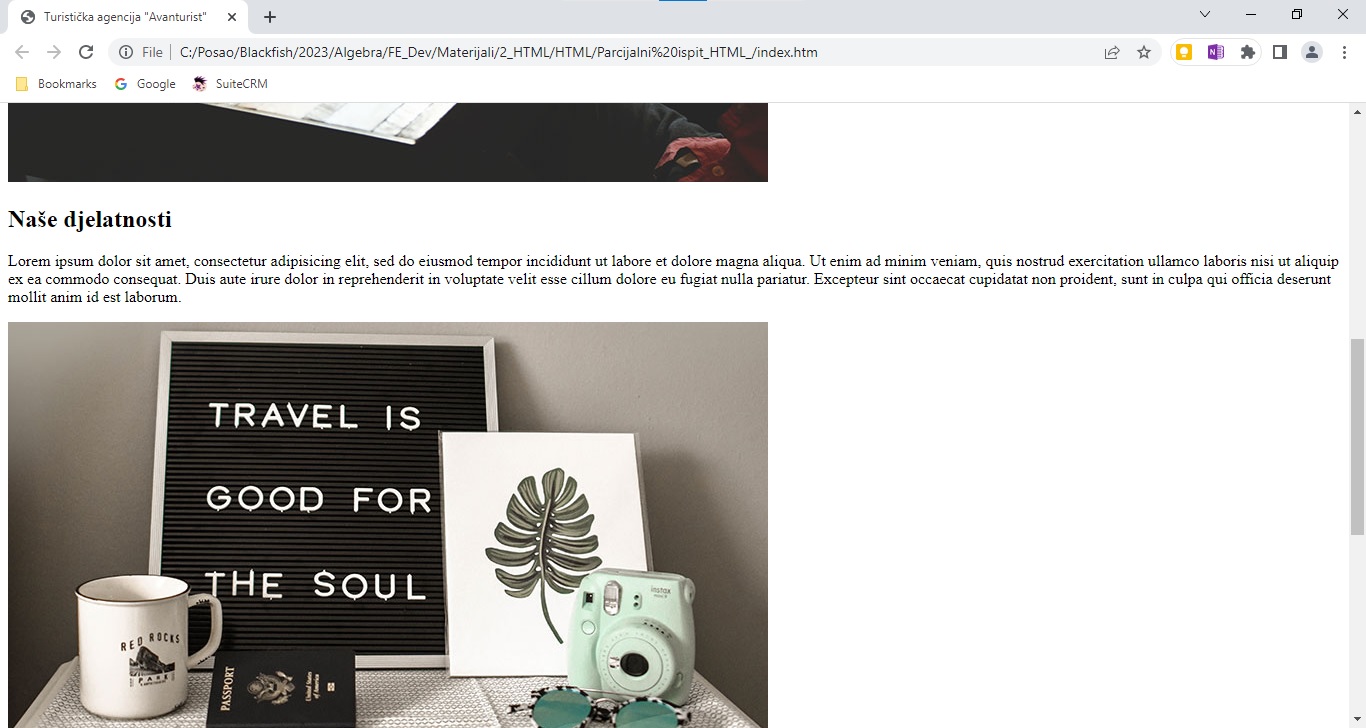 Turistička agencija "Avanturist"
File
C:/Posao/Blackfish/2023/Algebra/FE_Dev/Materijali/2_HTML/HTML/Parcijalni%20ispit_HTML_/index.htm
Bookmarks
Google
SuiteCRM
Naše djelatnosti
Lorem ipsum dolor sit amet, consectetur adipisicing elit, sed do eiusmod tempor incididunt ut labore et dolore magna aliqua. Ut enim ad minim veniam, quis nostrud exercitation ullamco laboris nisi ut aliquip
ex ea commodo consequat. Duis aute irure dolor in reprehenderit in voluptate velit esse cillum dolore eu fugiat nulla pariatur. Excepteur sint occaecat cupidatat non proident, sunt in culpa qui officia deserunt
mollit anim id est laborum.
TRAVEL IS
GOOD FOR
THE SOUL
instax
RED ROCKS
PARK
PASSPORT
United States
of America